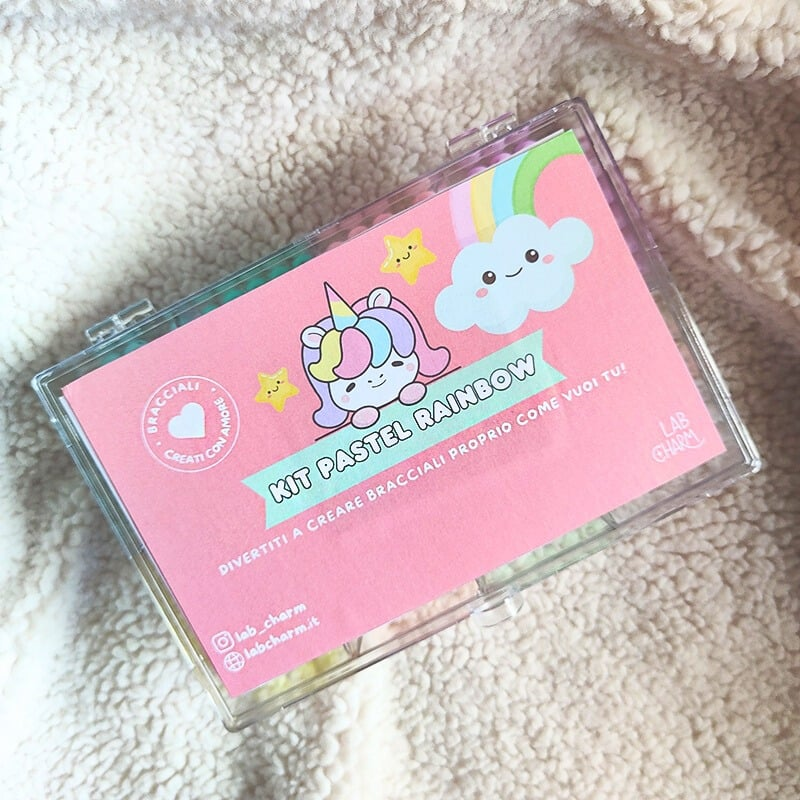 BRACCIALI
CREATI CON AMORE
KIT PASTEL RAINBOW
DIVERTITI A CREARE BRACCIALI PROPRIO COME VUOI TU!
LAB
CHARM
lab_charm
labcharm.it